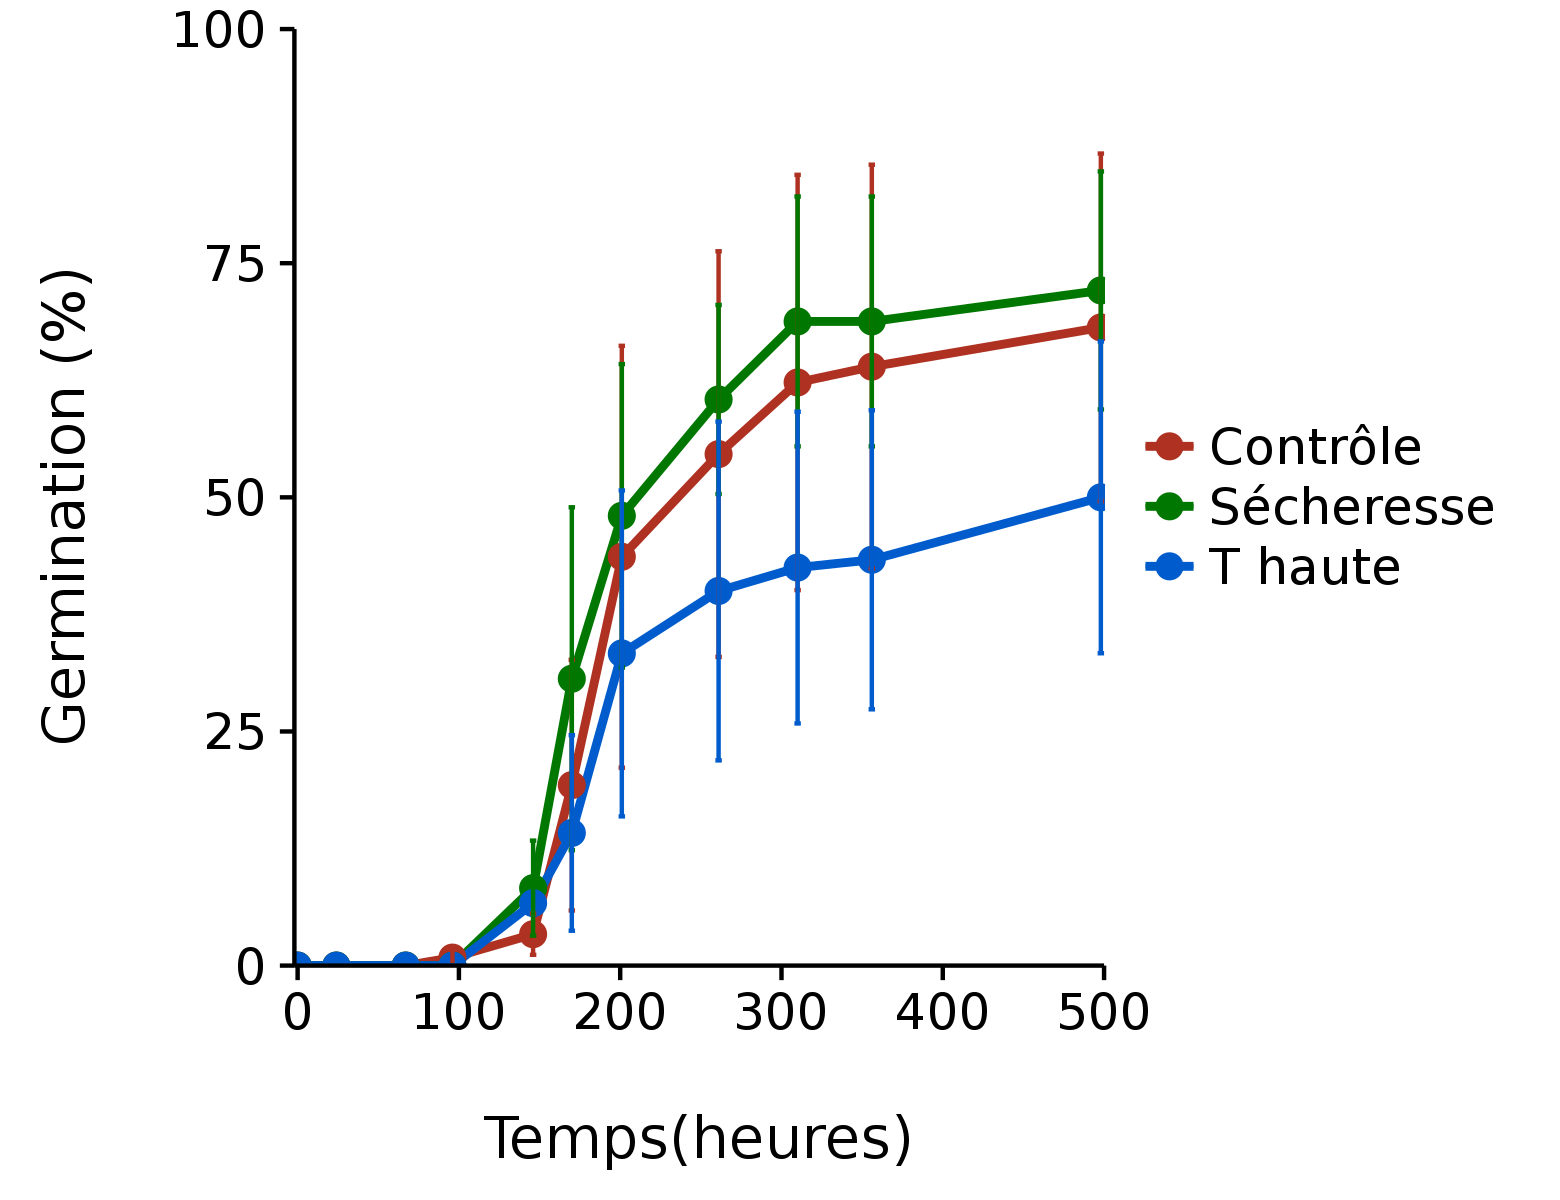 100
75
50
25
0
Germination (%)
0 100 200 300 400 500
Temps(heures)
Contrôle
Sécheresse
T haute